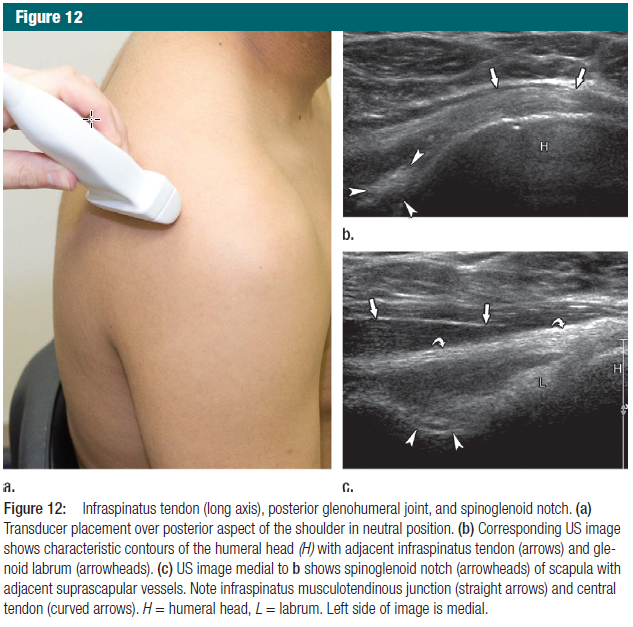 Figure 12
H
b.
H
L
a.
c.
Figure 12: Infraspinatus tendon (long axis), posterior glenohumeral joint, and spinoglenoid notch. (a)
Transducer placement over posterior aspect of the shoulder in neutral position. (b) Corresponding US image
shows characteristic contours of the humeral head (H) with adjacent infraspinatus tendon (arrows) and gle-
noid labrum (arrowheads). (c) US image medial to b shows spinoglenoid notch (arrowheads) of scapula with
adjacent suprascapular vessels. Note infraspinatus musculotendinous junction (straight arrows) and central
tendon (curved arrows). H = humeral head, L = labrum. Left side of image is medial.